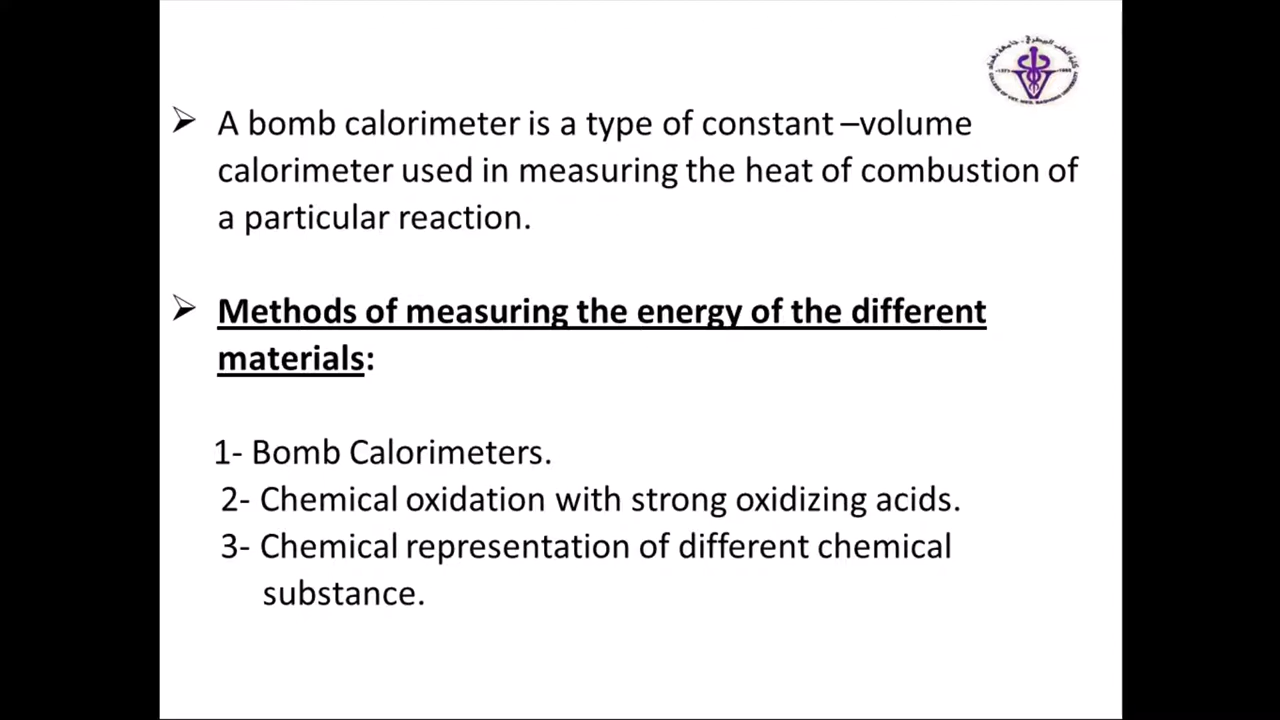 ➢ A bomb calorimeter is a type of constant –volume
calorimeter used in measuring the heat of combustion of
a particular reaction.
➢ Methods of measuring the energy of the different
materials:
1- Bomb Calorimeters.
2- Chemical oxidation with strong oxidizing acids.
3- Chemical representation of different chemical
substance.